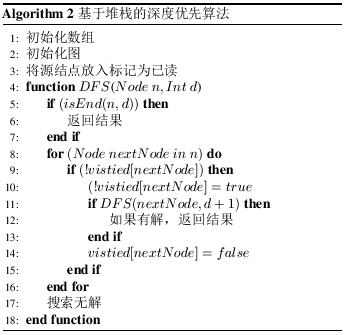 Algorithm 2 基于堆栈的深度优先算法
1: 初始化数组
2: 初始化图
3: 将源结点放入标记为已读
4: function DFS(Node n, Int d)
5: if (isEnd(n, d)) then
6: 返回结果
7: end if
8: for (Node nextNode in n) do
9: if (!vistied[nextNode]) then
10: (!vistied[nextNode] = true
11: if DFS(nextNode, d + 1) then
12: 如果有解，返回结果
13: end if
14: vistied[nextNode] = false
15: end if
16: end for
17: 搜索无解
18: end function